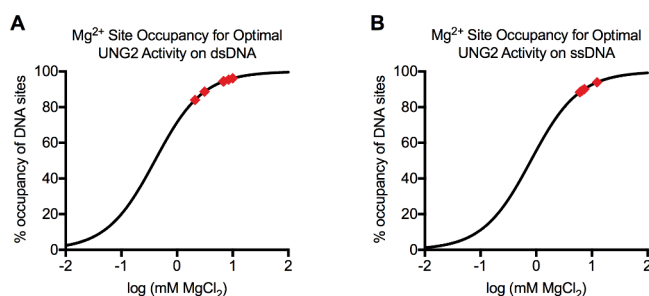 A
Mg2+ Site Occupancy for Optimal
UNG2 Activity on dsDNA
% occupancy of DNA sites
100
80
60
40
20
0
-2 -1 0 1 2
log (mM MgCl2)
B
Mg2+ Site Occupancy for Optimal
UNG2 Activity on ssDNA
% occupancy of DNA sites
100
80
60
40
20
0
-2 -1 0 1 2
log (mM MgCl2)